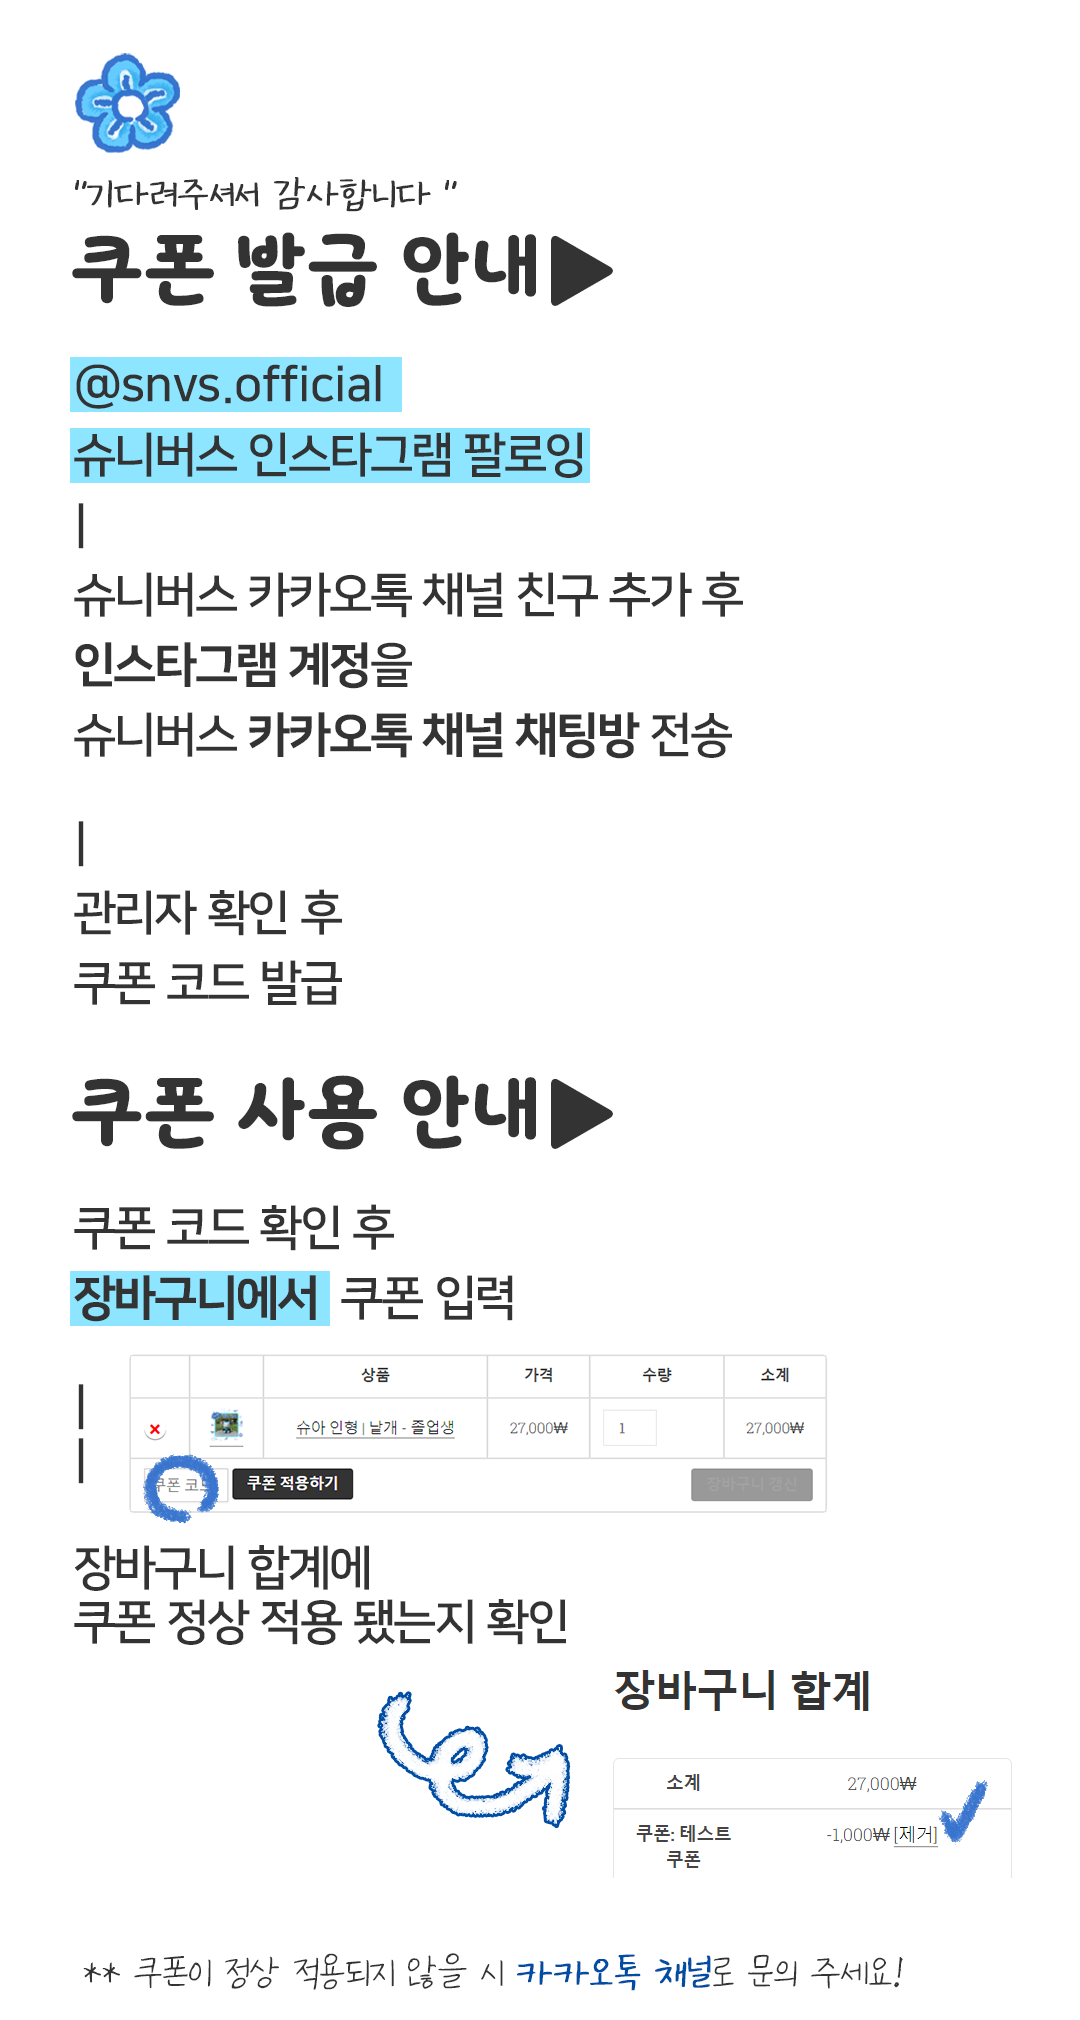 "기다려주셔서 감사합니다 "
쿠폰 발급 안내▶
@snvs.official
슈니버스 인스타그램 팔로잉
|
슈니버스 카카오톡 채널 친구 추가 후
인스타그램 계정을
슈니버스 카카오톡 채널 채팅방 전송
|
관리자 확인 후
쿠폰 코드 발급
쿠폰 사용 안내▶
쿠폰 코드 확인 후
장바구니에서 쿠폰 입력
|
|
상품 가격 수량 소계
× 슈아 인형 | 낱개 - 졸업생 27,000₩ 1 27,000₩
쿠폰 코드 쿠폰 적용하기 장바구니 갱신
장바구니 합계에
쿠폰 정상 적용 됐는지 확인
장바구니 합계
소계 27,000₩
쿠폰: 테스트 -1,000₩ [제거]
쿠폰
** 쿠폰이 정상 적용되지 않을 시 카카오톡 채널로 문의 주세요!